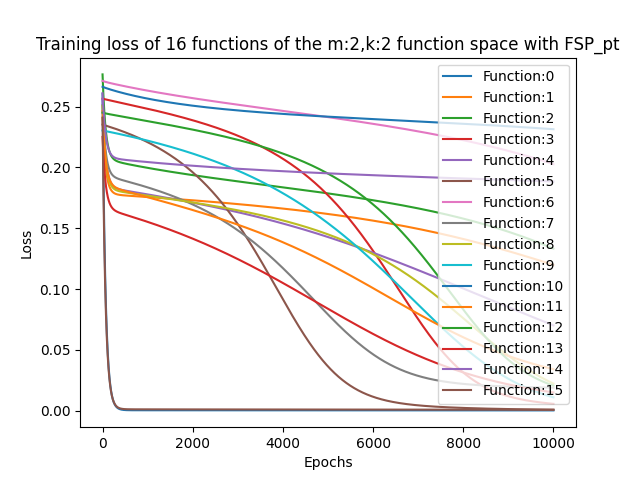 Training loss of 16 functions of the m:2,k:2 function space with FSP_pt
Loss
0.25
0.20
0.15
0.10
0.05
0.00
Function:0
Function:1
Function:2
Function:3
Function:4
Function:5
Function:6
Function:7
Function:8
Function:9
Function:10
Function:11
Function:12
Function:13
Function:14
Function:15
0 2000 4000 6000 8000 10000
Epochs